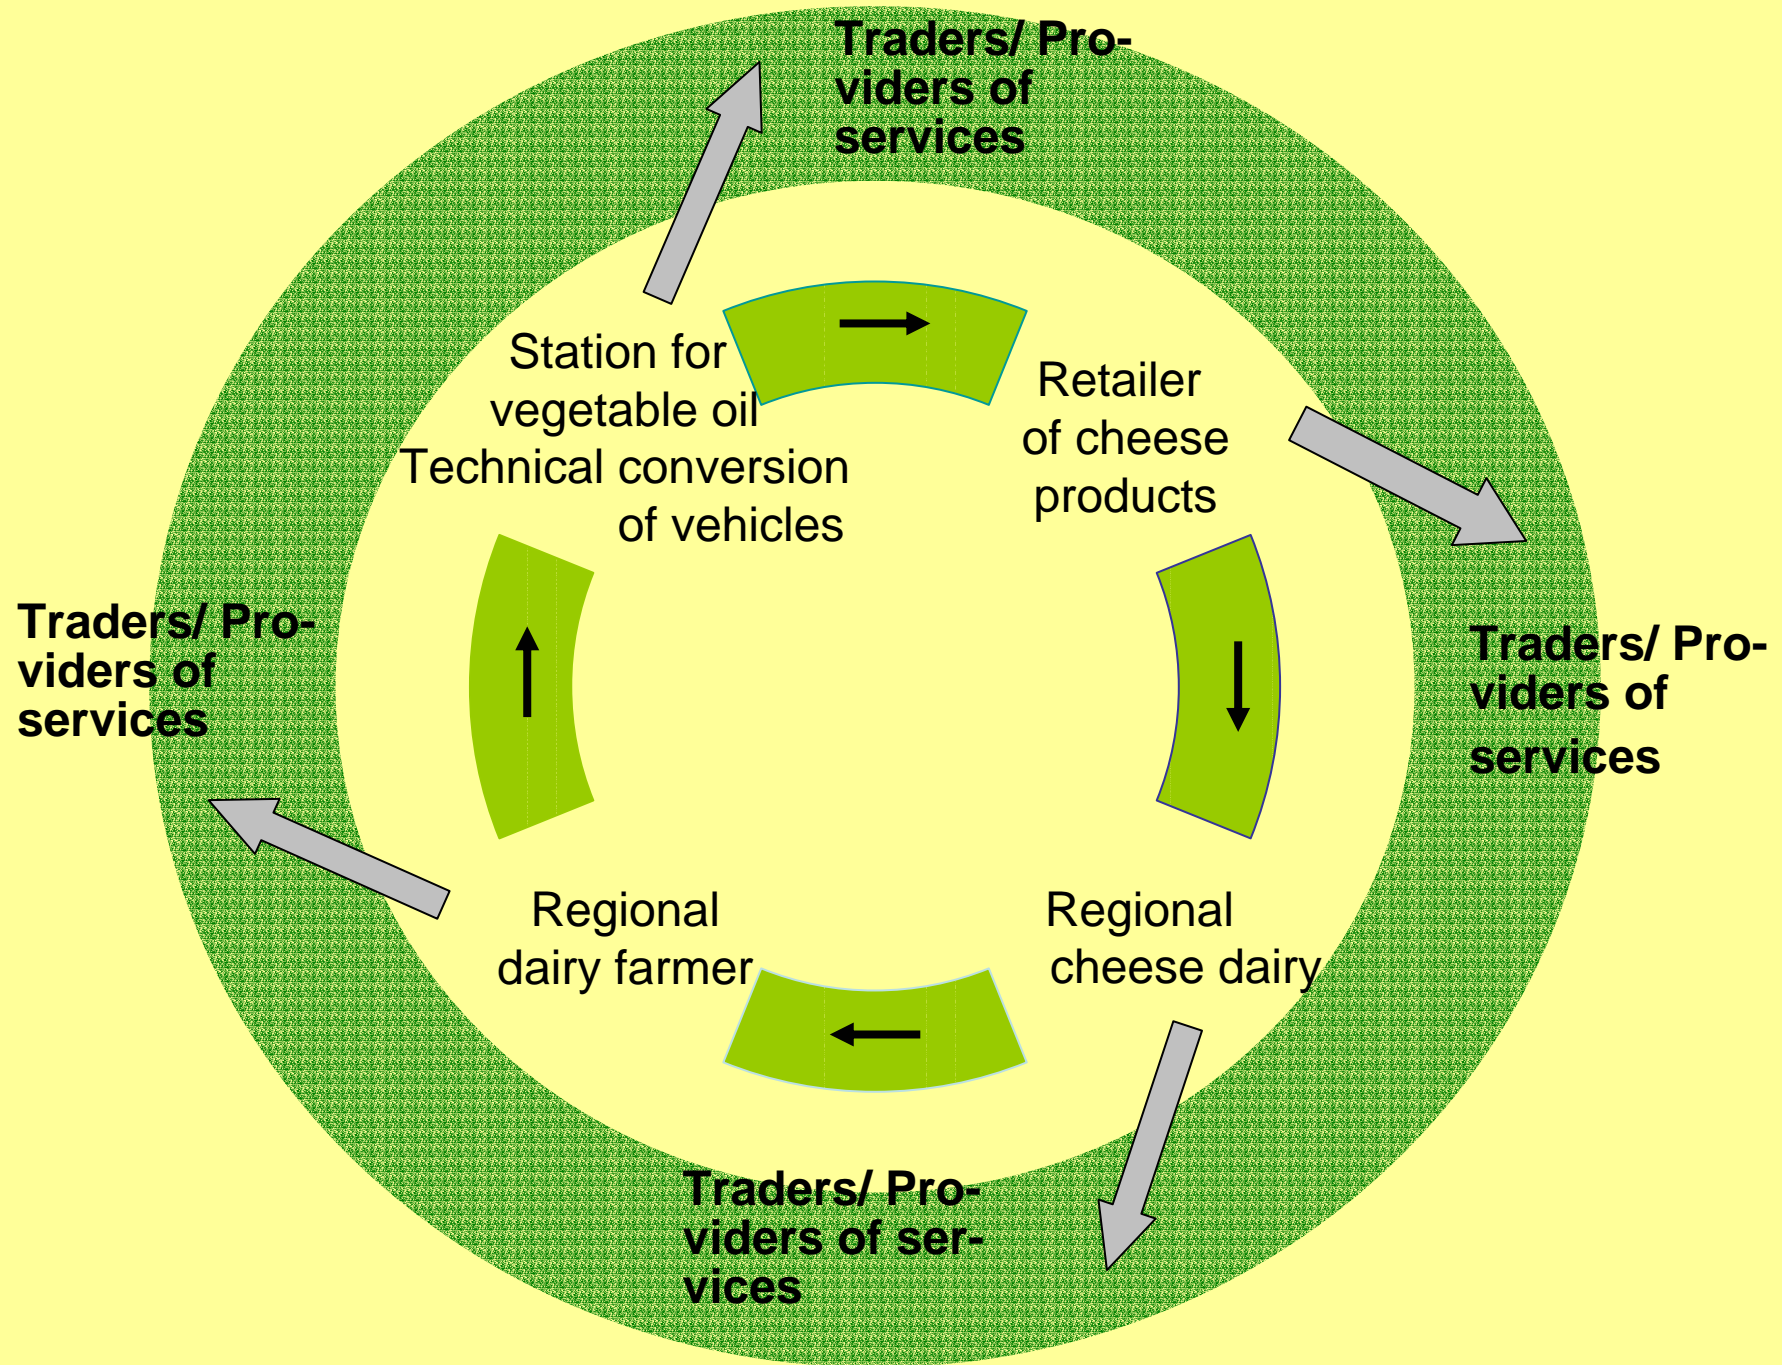 Traders/ Pro-
viders of
services
Station for
vegetable oil
Technical conversion
of vehicles
Retailer
of cheese
products
Traders/ Pro-
viders of
services
Traders/ Pro-
viders of
services
Regional
dairy farmer
Regional
cheese dairy
Traders/ Pro-
viders of ser-
vices